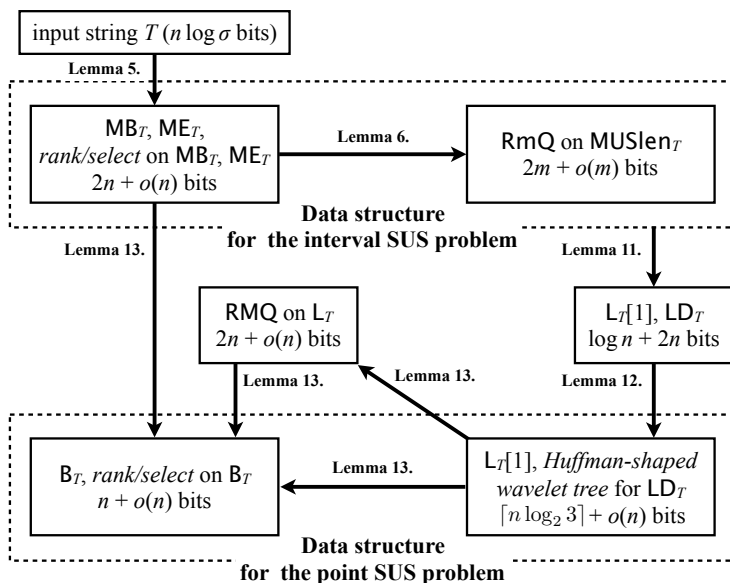 input string T (n log σ bits)
Lemma 5.
MB_T, ME_T,
rank/select on MB_T, ME_T
2n + o(n) bits
Lemma 6.
RmQ on MUSlen_T
2m + o(m) bits
Data structure
for the interval SUS problem
Lemma 13.
Lemma 11.
RMQ on L_T
2n + o(n) bits
L_T[1], LD_T
log n + 2n bits
Lemma 13.
Lemma 13.
Lemma 12.
B_T, rank/select on B_T
n + o(n) bits
Lemma 13.
L_T[1], Huffman-shaped
wavelet tree for LD_T
⌈n log₂ 3⌉ + o(n) bits
Data structure
for the point SUS problem